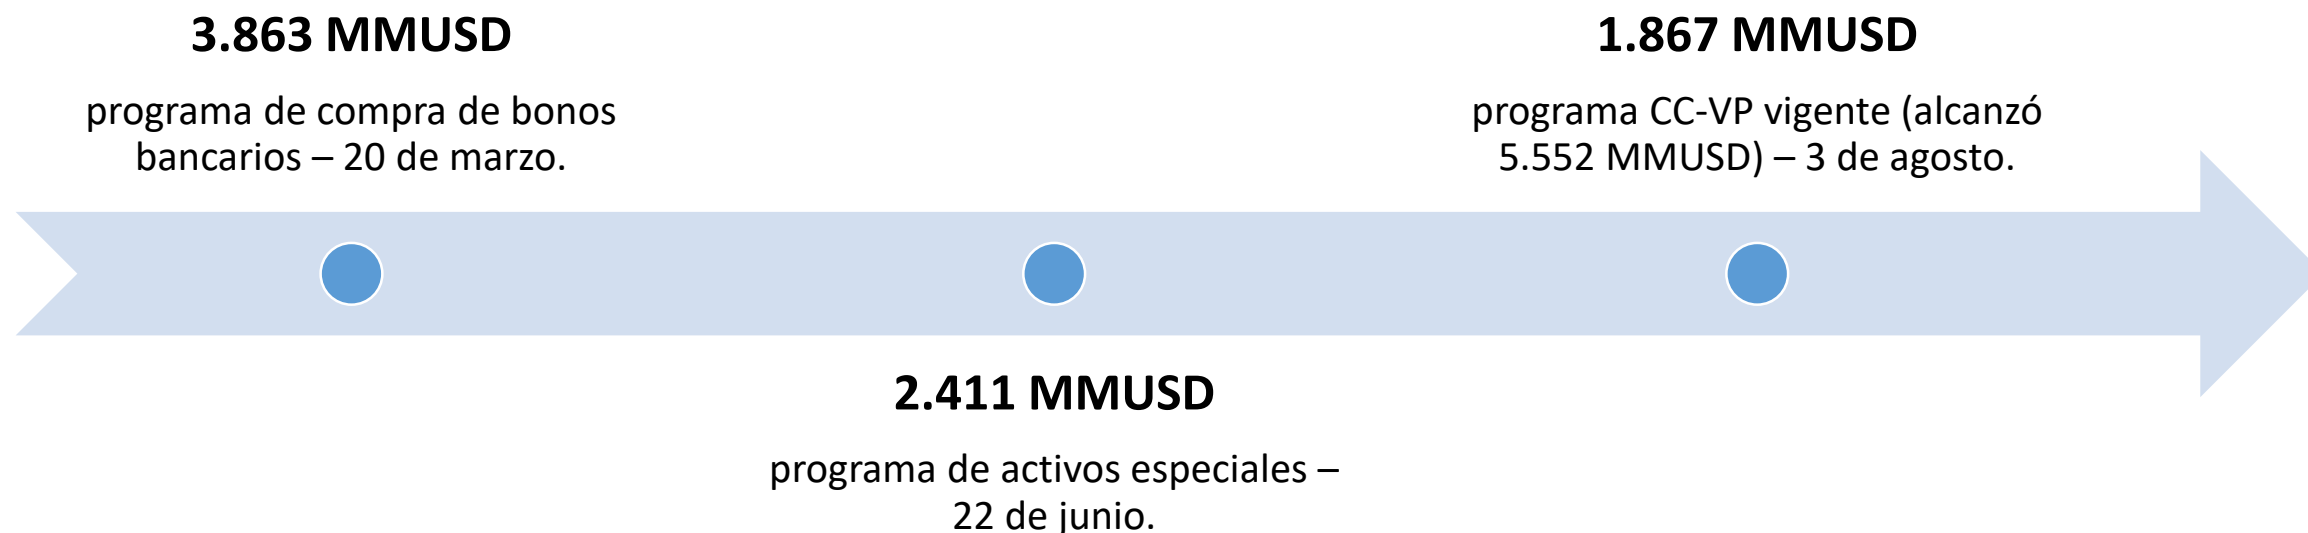 3.863 MMUSD
programa de compra de bonos
bancarios – 20 de marzo.
2.411 MMUSD
programa de activos especiales –
22 de junio.
1.867 MMUSD
programa CC-VP vigente (alcanzó
5.552 MMUSD) – 3 de agosto.